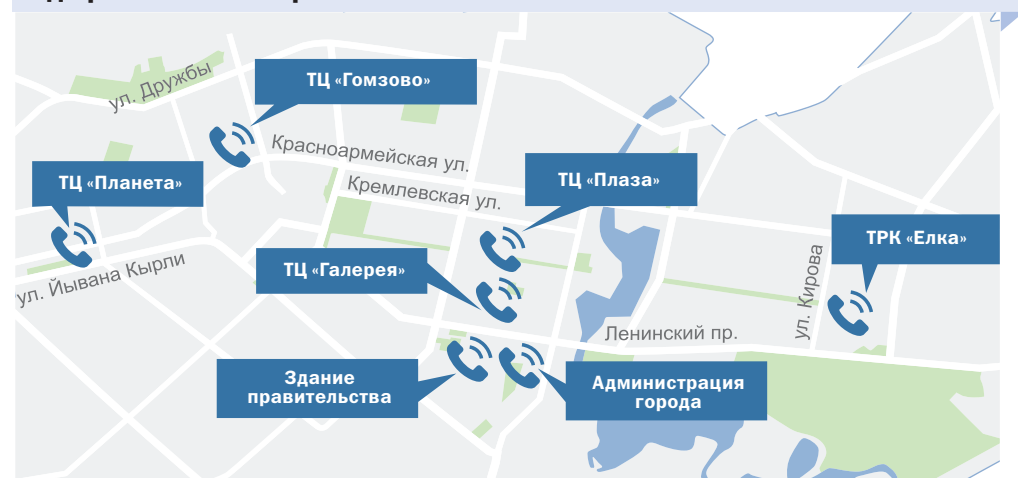 ул. Дружбы
ТЦ «Гомзово»
Красноармейская ул.
ТЦ «Планета»
Кремлевская ул.
ТЦ «Плаза»
ТРК «Елка»
ул. Йывана Кырли
ТЦ «Галерея»
ул. Кирова
Ленинский пр.
Здание
правительства
Администрация
города